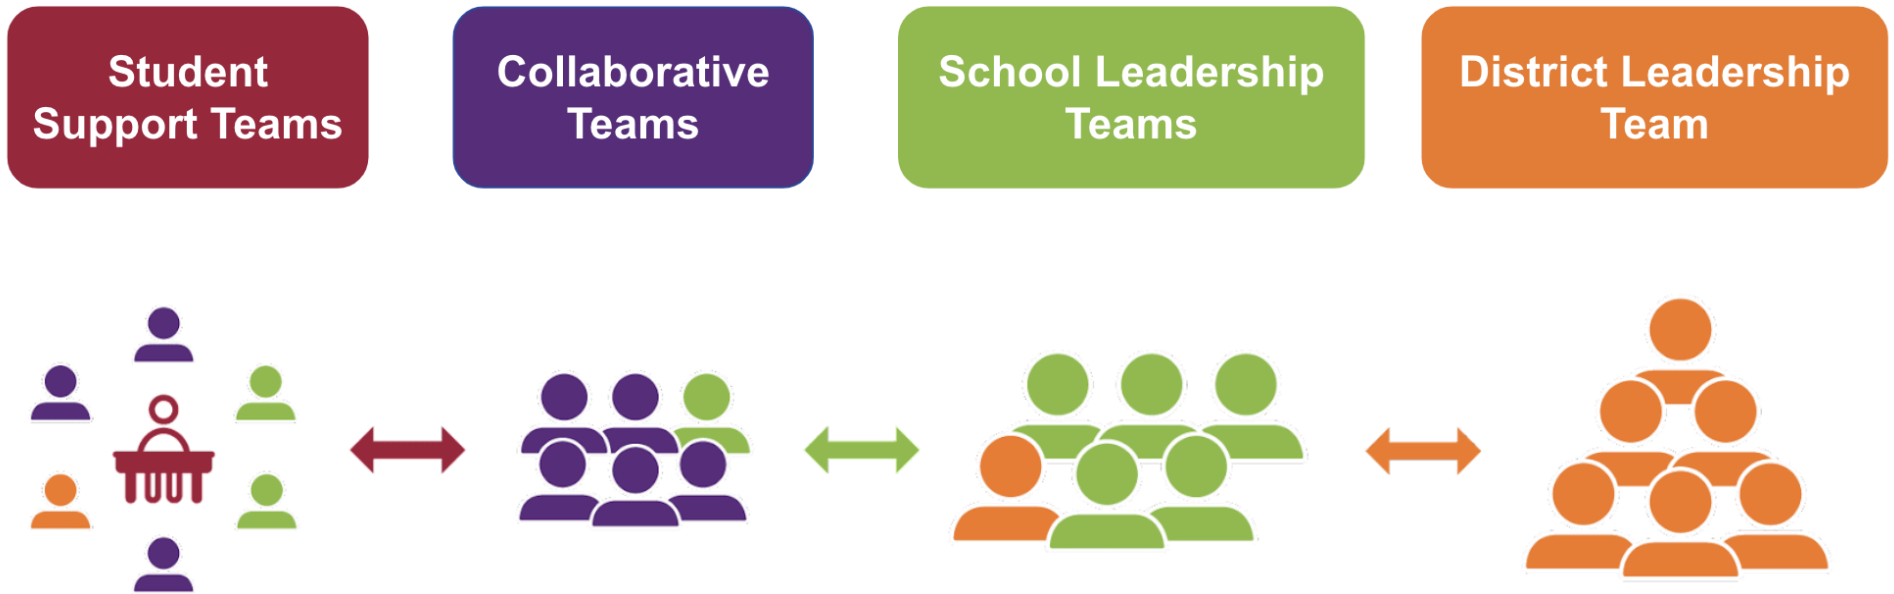 Student
Support Teams
Collaborative
Teams
School Leadership
Teams
District Leadership
Team